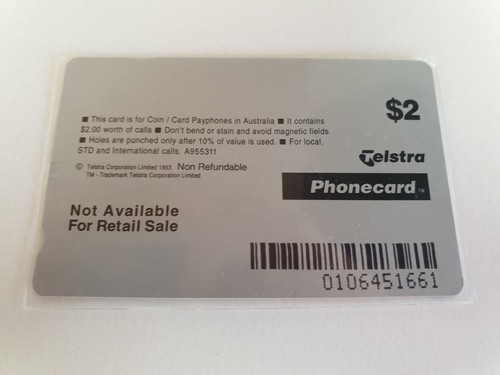 $2
■ This card is for Coin / Card Payphones in Australia ■ It contains
$2.00 worth of calls ■ Don't bend or stain and avoid magnetic fields
■ Holes are punched only after 10% of value is used. ■ For local,
STD and International calls. A955311
© Telstra Corporation Limited 1993 Non Refundable
TM - Trademark Telstra Corporation Limited
Telstra
Phonecard ™
Not Available
For Retail Sale
0106451661